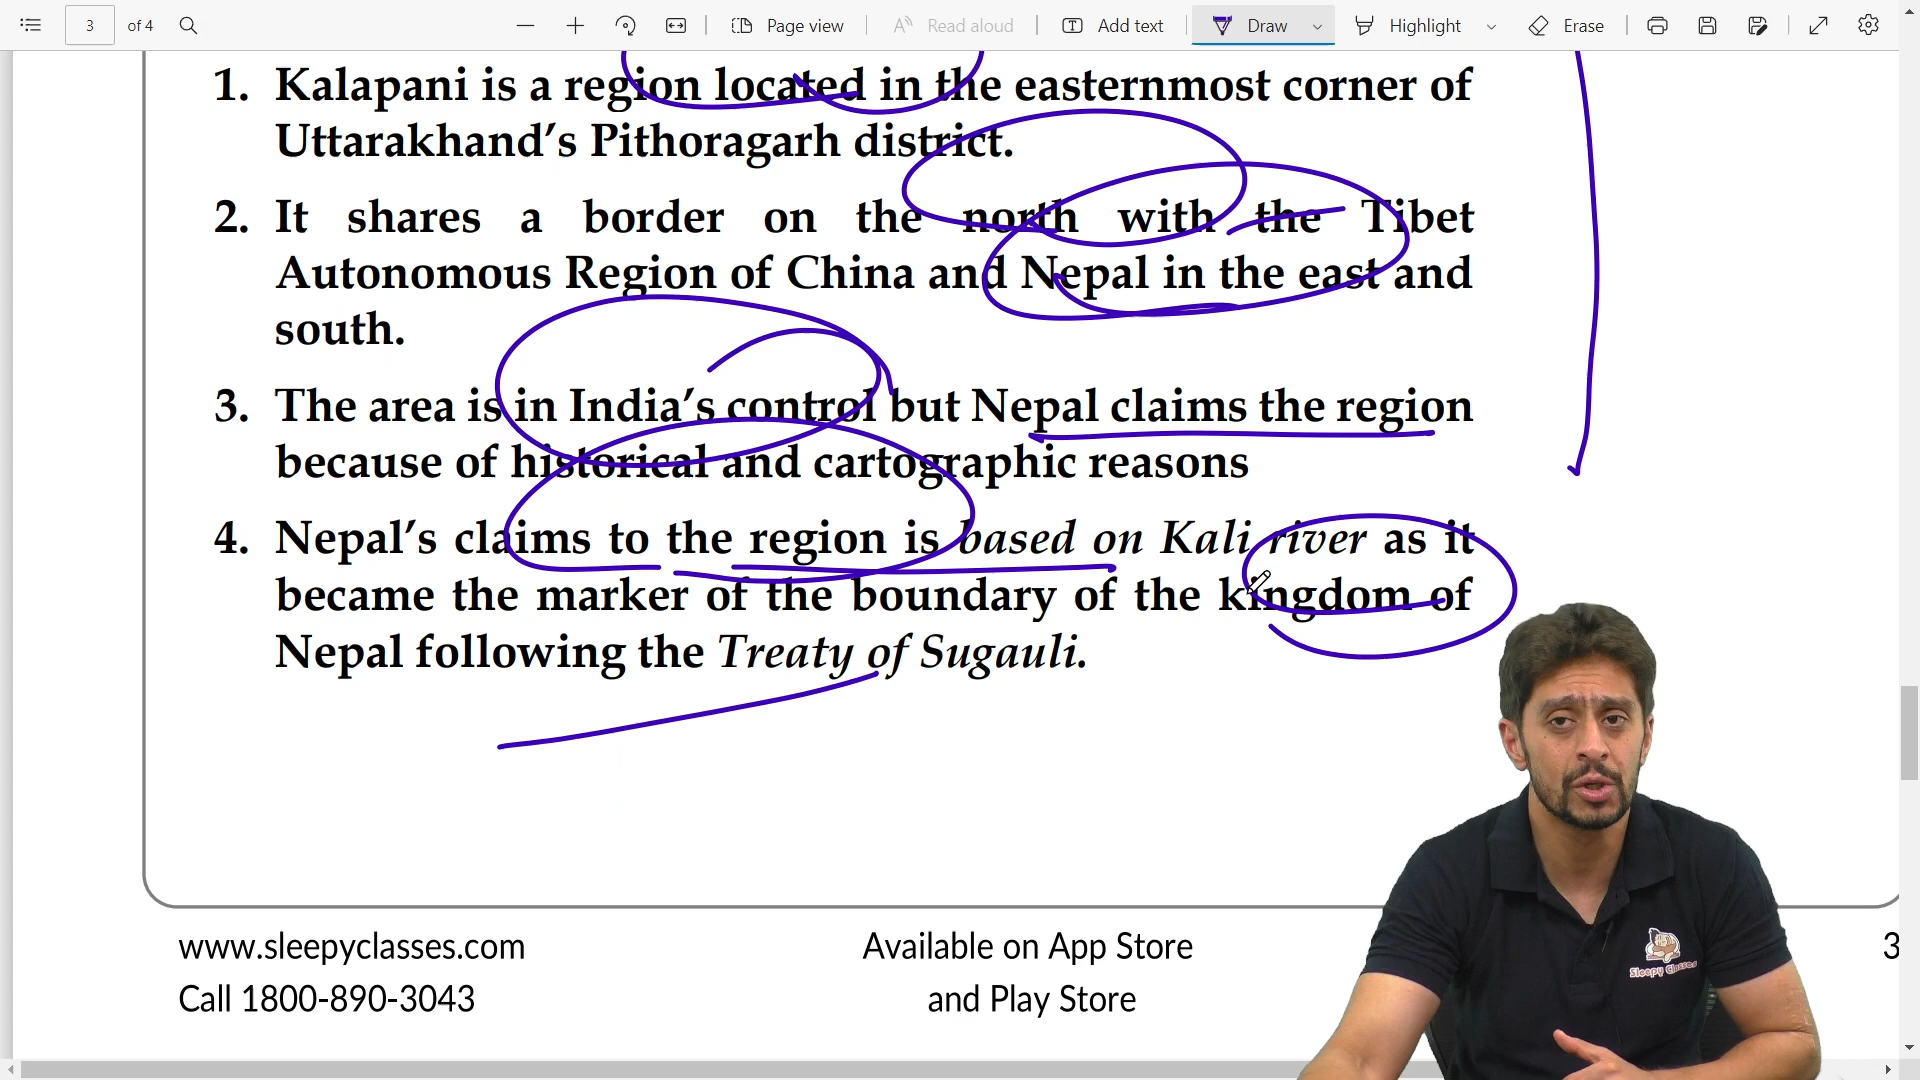 3 of 4 Page view Read aloud Add text Draw Highlight Erase
1. Kalapani is a region located in the easternmost corner of
Uttarakhand’s Pithoragarh district.
2. It shares a border on the north with the Tibet
Autonomous Region of China and Nepal in the east and
south.
3. The area is in India’s control but Nepal claims the region
because of historical and cartographic reasons
4. Nepal’s claims to the region is based on Kali river as it
became the marker of the boundary of the kingdom of
Nepal following the Treaty of Sugauli.
www.sleepyclasses.com
Call 1800-890-3043
Available on App Store
and Play Store
3
Sleepy Classes